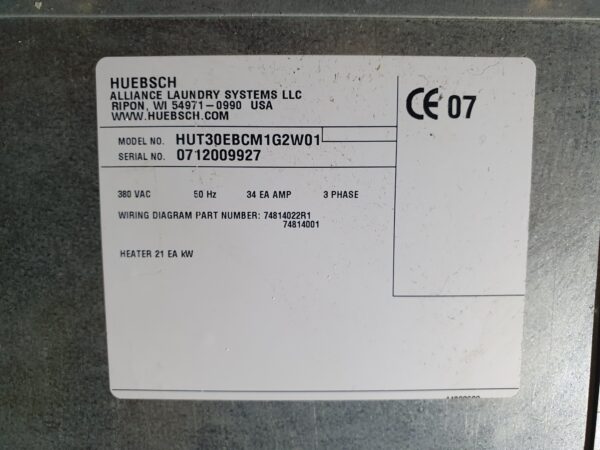 HUEBSCH
ALLIANCE LAUNDRY SYSTEMS LLC
RIPON, WI 54971-0990 USA
WWW.HUEBSCH.COM
CE 07
MODEL NO. HUT30EBCM1G2W01
SERIAL NO. 0712009927
380 VAC 50 Hz 34 EA AMP 3 PHASE
WIRING DIAGRAM PART NUMBER: 74814022R1
74814001
HEATER 21 EA kW